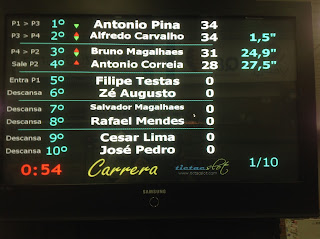 P1 > P3 1º Antonio Pina 34
P3 > P4 2º Alfredo Carvalho 34 1,5"
P4 > P2 3º Bruno Magalhaes 31 24,9"
Sale P2 4º Antonio Correia 28 27,5"
Entra P1 5º Filipe Testas 0
Descansa 6º Zé Augusto 0
Descansa 7º Salvador Magalhaes 0
Descansa 8º Rafael Mendes 0
Descansa 9º Cesar Lima 0
Descansa 10º José Pedro 0
0:54 Carrera 1/10
SAMSUNG